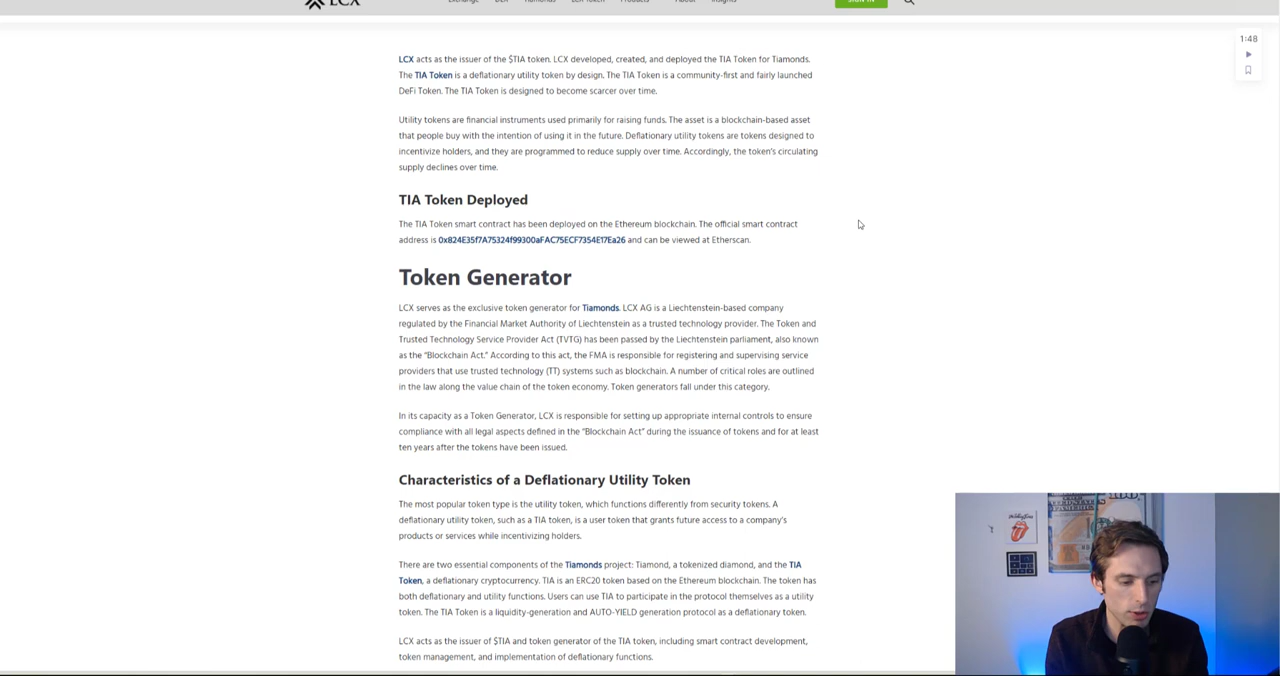 LCX
SIGN IN
1:48
LCX acts as the issuer of the $TIA token. LCX developed, created, and deployed the TIA Token for Tiamonds.
The TIA Token is a deflationary utility token by design. The TIA Token is a community-first and fairly launched
DeFi Token. The TIA Token is designed to become scarcer over time.
Utility tokens are financial instruments used primarily for raising funds. The asset is a blockchain-based asset
that people buy with the intention of using it in the future. Deflationary utility tokens are tokens designed to
incentivize holders, and they are programmed to reduce supply over time. Accordingly, the token's circulating
supply declines over time.
TIA Token Deployed
The TIA Token smart contract has been deployed on the Ethereum blockchain. The official smart contract
address is 0x824E35f7A75324f99300aFAC75ECF7354E17Ea26 and can be viewed at Etherscan.
Token Generator
LCX serves as the exclusive token generator for Tiamonds. LCX AG is a Liechtenstein-based company
regulated by the Financial Market Authority of Liechtenstein as a trusted technology provider. The Token and
Trusted Technology Service Provider Act (TVTG) has been passed by the Liechtenstein parliament, also known
as the “Blockchain Act.” According to this act, the FMA is responsible for registering and supervising service
providers that use trusted technology (TT) systems such as blockchain. A number of critical roles are outlined
in the law along the value chain of the token economy. Token generators fall under this category.
In its capacity as a Token Generator, LCX is responsible for setting up appropriate internal controls to ensure
compliance with all legal aspects defined in the “Blockchain Act” during the issuance of tokens and for at least
ten years after the tokens have been issued.
Characteristics of a Deflationary Utility Token
The most popular token type is the utility token, which functions differently from security tokens. A
deflationary utility token, such as a TIA token, is a user token that grants future access to a company's
products or services while incentivizing holders.
There are two essential components of the Tiamonds project: Tiamond, a tokenized diamond, and the TIA
Token, a deflationary cryptocurrency. TIA is an ERC20 token based on the Ethereum blockchain. The token has
both deflationary and utility functions. Users can use TIA to participate in the protocol themselves as a utility
token. The TIA Token is a liquidity-generation and AUTO-YIELD generation protocol as a deflationary token.
LCX acts as the issuer of $TIA and token generator of the TIA token, including smart contract development,
token management, and implementation of deflationary functions.